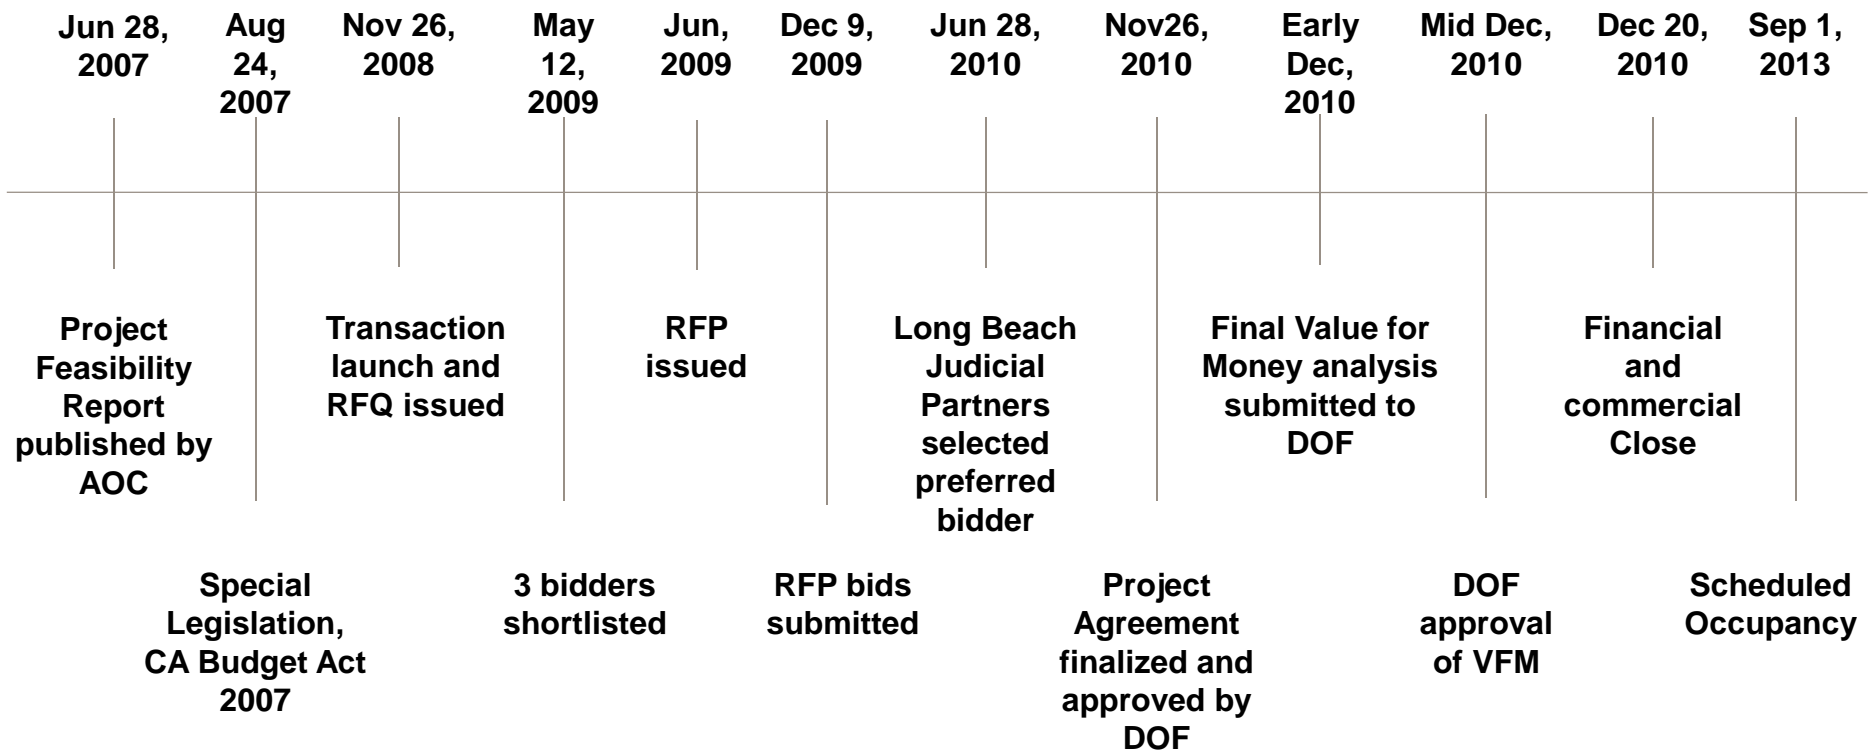 Jun 28,
2007
Aug
24,
2007
Nov 26,
2008
May
12,
2009
Jun,
2009
Dec 9,
2009
Jun 28,
2010
Nov26,
2010
Early
Dec,
2010
Mid Dec,
2010
Dec 20,
2010
Sep 1,
2013
Project
Feasibility
Report
published by
AOC
Transaction
launch and
RFQ issued
RFP
issued
Long Beach
Judicial
Partners
selected
preferred
bidder
Final Value for
Money analysis
submitted to
DOF
Financial
and
commercial
Close
Special
Legislation,
CA Budget Act
2007
3 bidders
shortlisted
RFP bids
submitted
Project
Agreement
finalized and
approved by
DOF
DOF
approval
of VFM
Scheduled
Occupancy